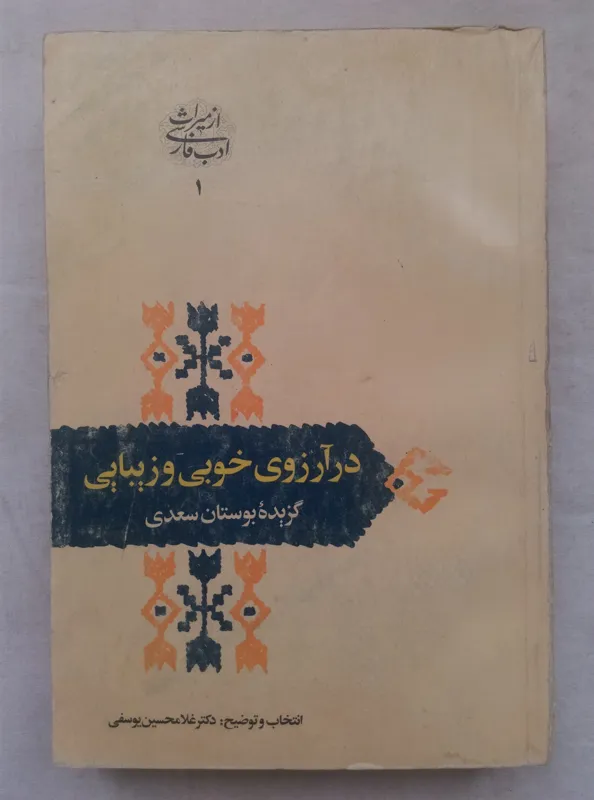 از میراث
ادب فارسی
۱
در آرزوی خوبی و زیبایی
گزیدهٔ بوستان سعدی
انتخاب و توضیح: دکتر غلامحسین یوسفی